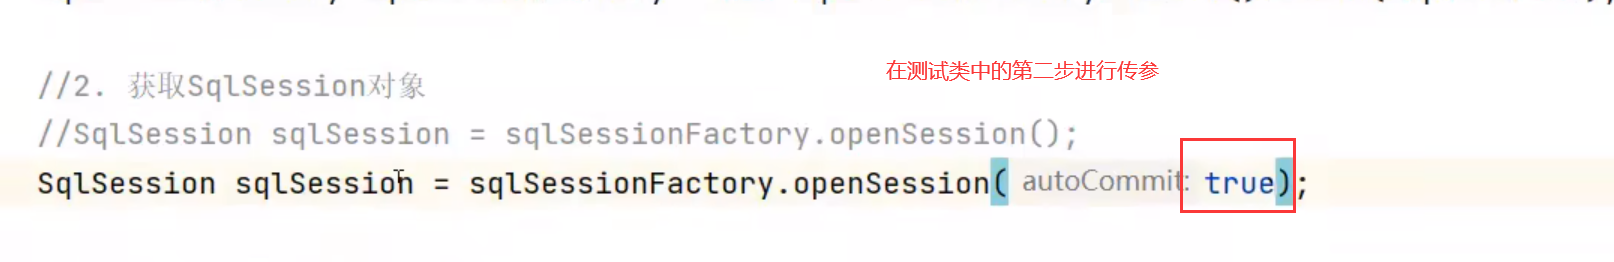 //2. 获取SqlSession对象
在测试类中的第二步进行传参
//SqlSession sqlSession = sqlSessionFactory.openSession();
SqlSession sqlSession = sqlSessionFactory.openSession( autoCommit: true);